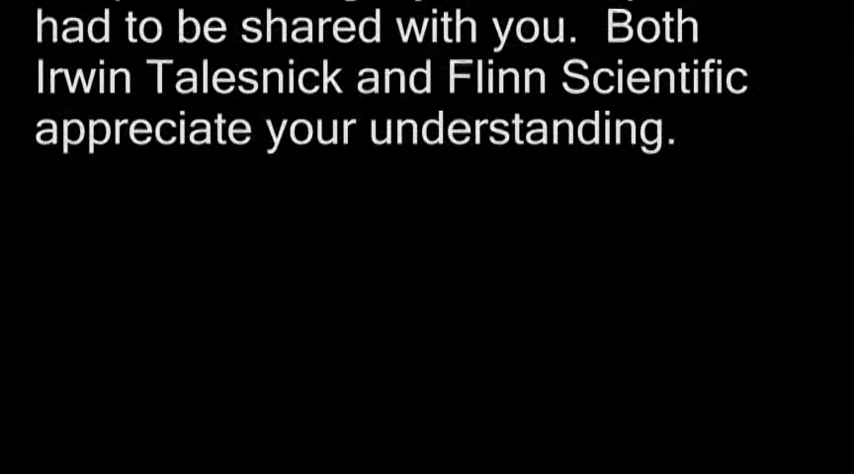 had to be shared with you.  Both
Irwin Talesnick and Flinn Scientific
appreciate your understanding.